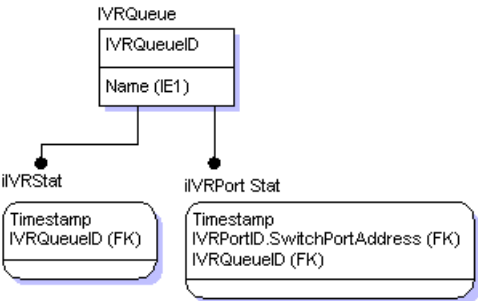 IVRQueue
IVRQueueID
Name (IE1)
iIVRStat
Timestamp
IVRQueueID (FK)
iIVRPort Stat
Timestamp
IVRPortID.SwitchPortAddress (FK)
IVRQueueID (FK)